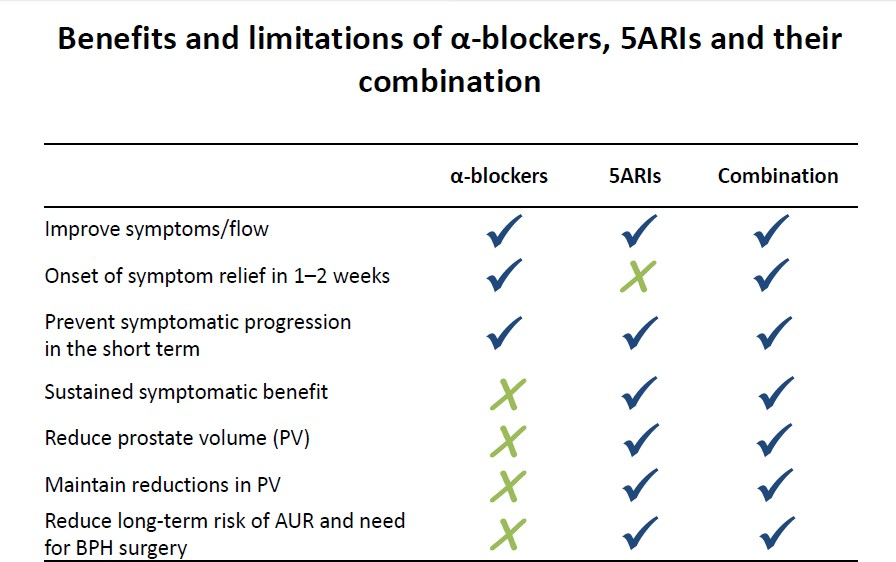 Benefits and limitations of α-blockers, 5ARIs and their
combination
α-blockers 5ARIs Combination
Improve symptoms/flow
Onset of symptom relief in 1–2 weeks
Prevent symptomatic progression
in the short term
Sustained symptomatic benefit
Reduce prostate volume (PV)
Maintain reductions in PV
Reduce long-term risk of AUR and need
for BPH surgery